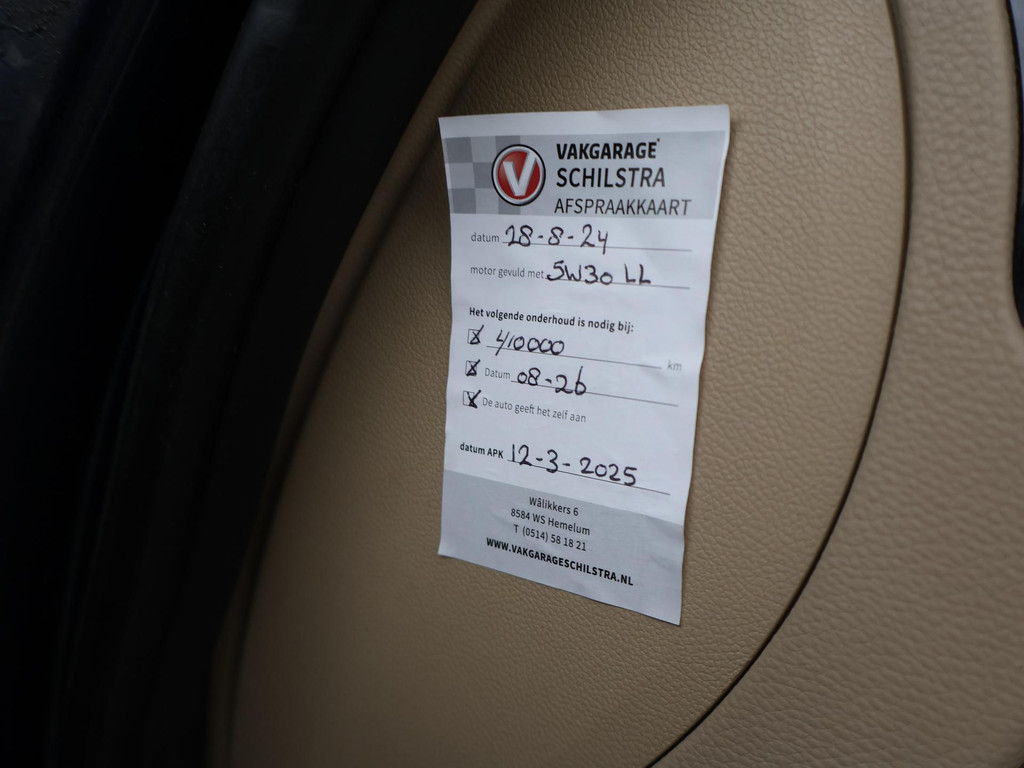 V
VAKGARAGE
SCHILSTRA
AFSPRAAKKAART
datum 28-8-24
motor gevuld met 5W30 LL
Het volgende onderhoud is nodig bij:
410000 km
Datum 08-26
De auto geeft het zelf aan
datum APK 12-3-2025
Wâlikkers 6
8584 WS Hemelum
T (0514) 58 18 21
WWW.VAKGARAGESCHILSTRA.NL